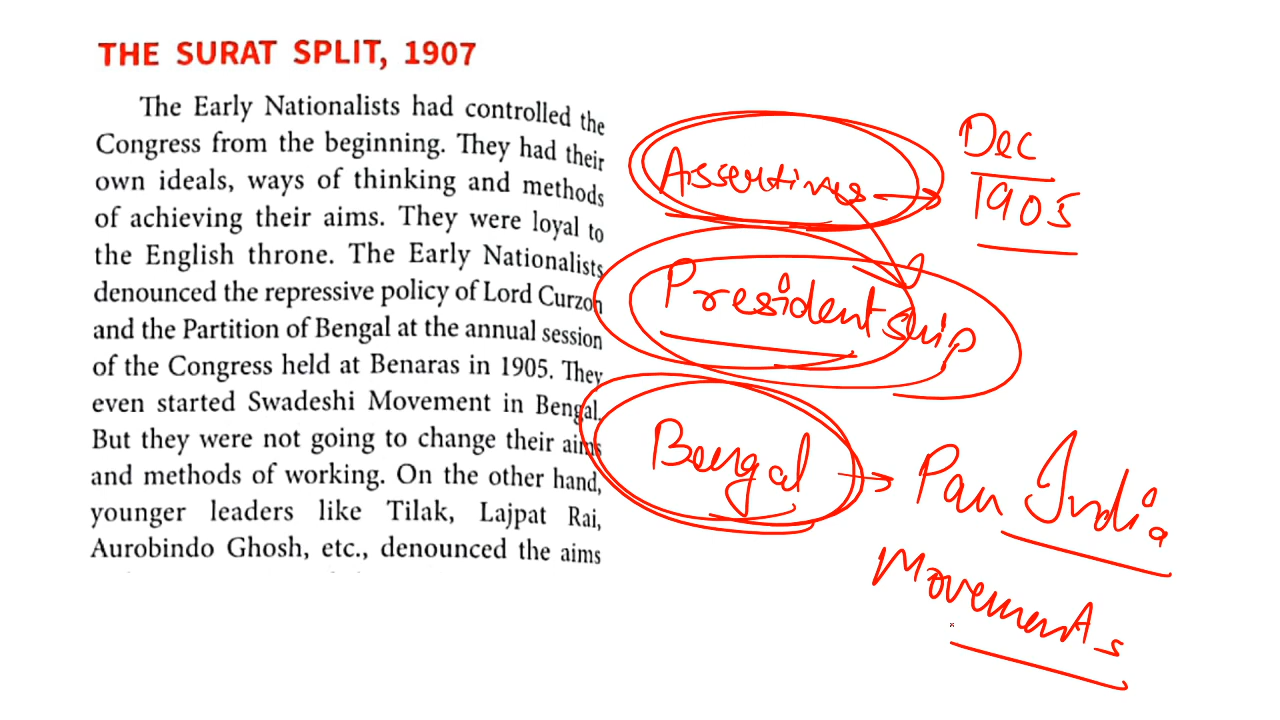 THE SURAT SPLIT, 1907
The Early Nationalists had controlled the
Congress from the beginning. They had their
own ideals, ways of thinking and methods
of achieving their aims. They were loyal to
the English throne. The Early Nationalists
denounced the repressive policy of Lord Curzon
and the Partition of Bengal at the annual session
of the Congress held at Benaras in 1905. They
even started Swadeshi Movement in Bengal.
But they were not going to change their aims
and methods of working. On the other hand,
younger leaders like Tilak, Lajpat Rai,
Aurobindo Ghosh, etc., denounced the aims
Assertives
Dec
1905
Presidentship
Bengal
Pan India
Movements